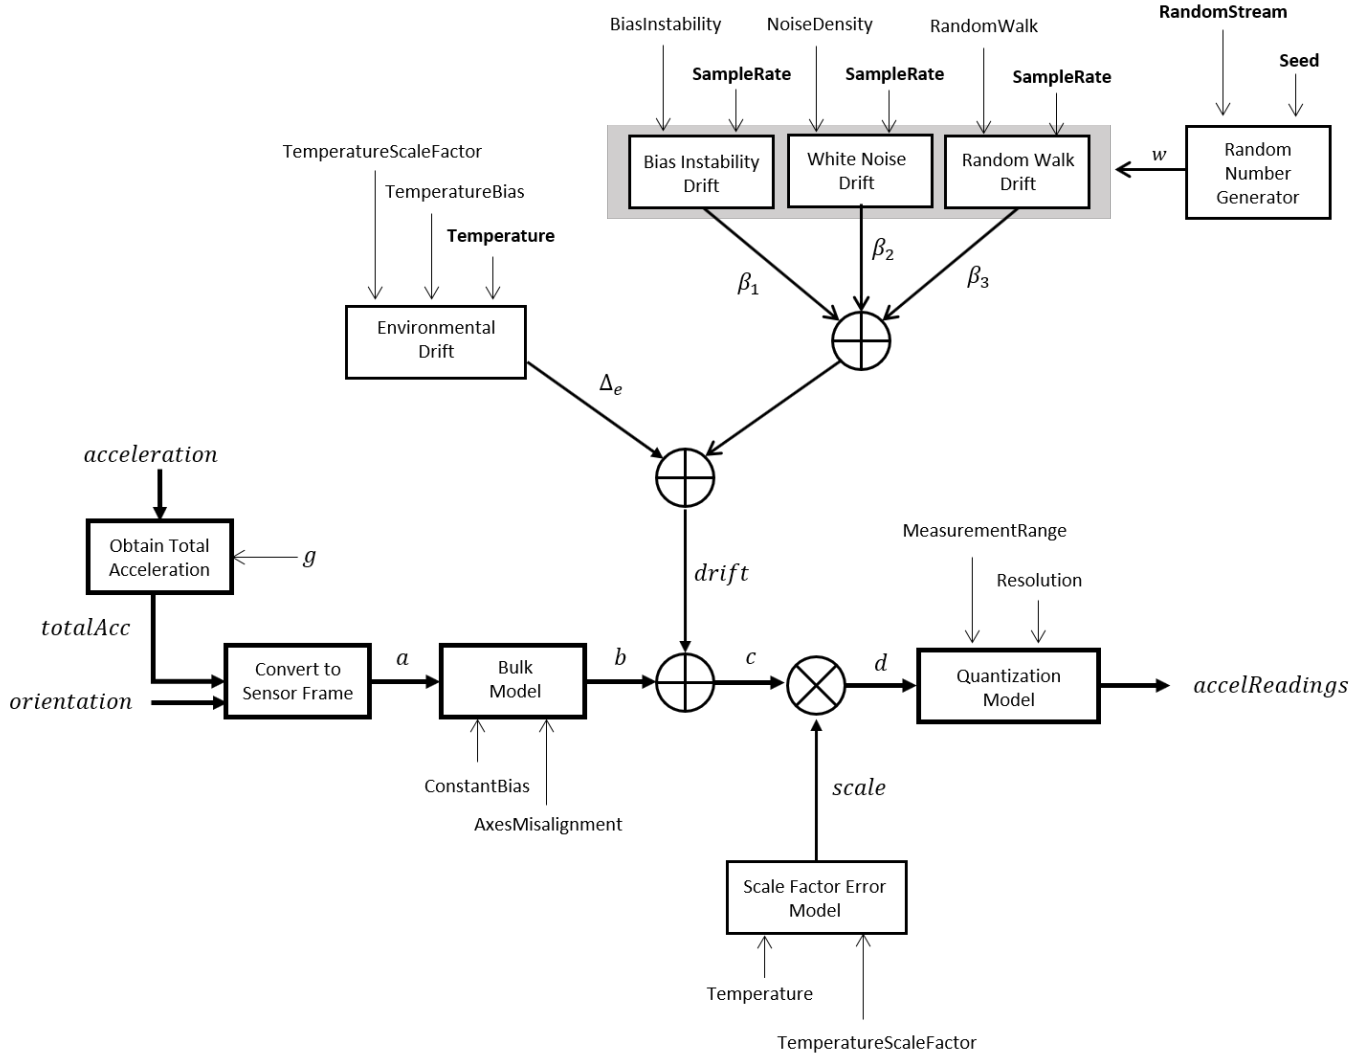 RandomStream
BiasInstability
NoiseDensity
RandomWalk
Seed
SampleRate
SampleRate
SampleRate
TemperatureScaleFactor
Bias Instability
Drift
White Noise
Drift
Random Walk
Drift
w
Random
Number
Generator
TemperatureBias
Temperature
β₁
β₂
β₃
Environmental
Drift
Δₑ
acceleration
Obtain Total
Acceleration
g
drift
MeasurementRange
Resolution
totalAcc
orientation
Convert to
Sensor Frame
a
Bulk
Model
b
c
d
Quantization
Model
accelReadings
ConstantBias
AxesMisalignment
scale
Scale Factor Error
Model
Temperature
TemperatureScaleFactor